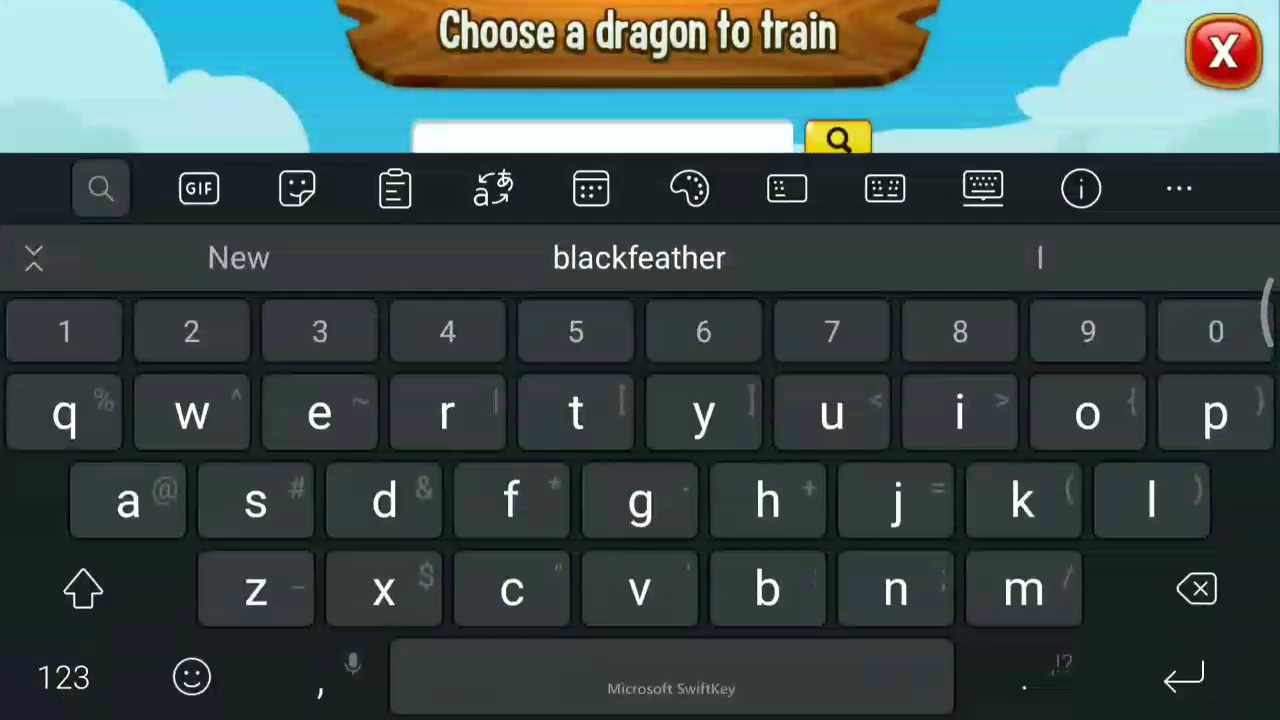 Choose a dragon to train
X
GIF
New blackfeather I
1 2 3 4 5 6 7 8 9 0
q % w ^ e ~ r | t [ y ] u < i > o { p }
a @ s # d & f * g - h + j = k ( l )
z _ x $ c " v ' b : n ; m /
123 , Microsoft SwiftKey . ,!?